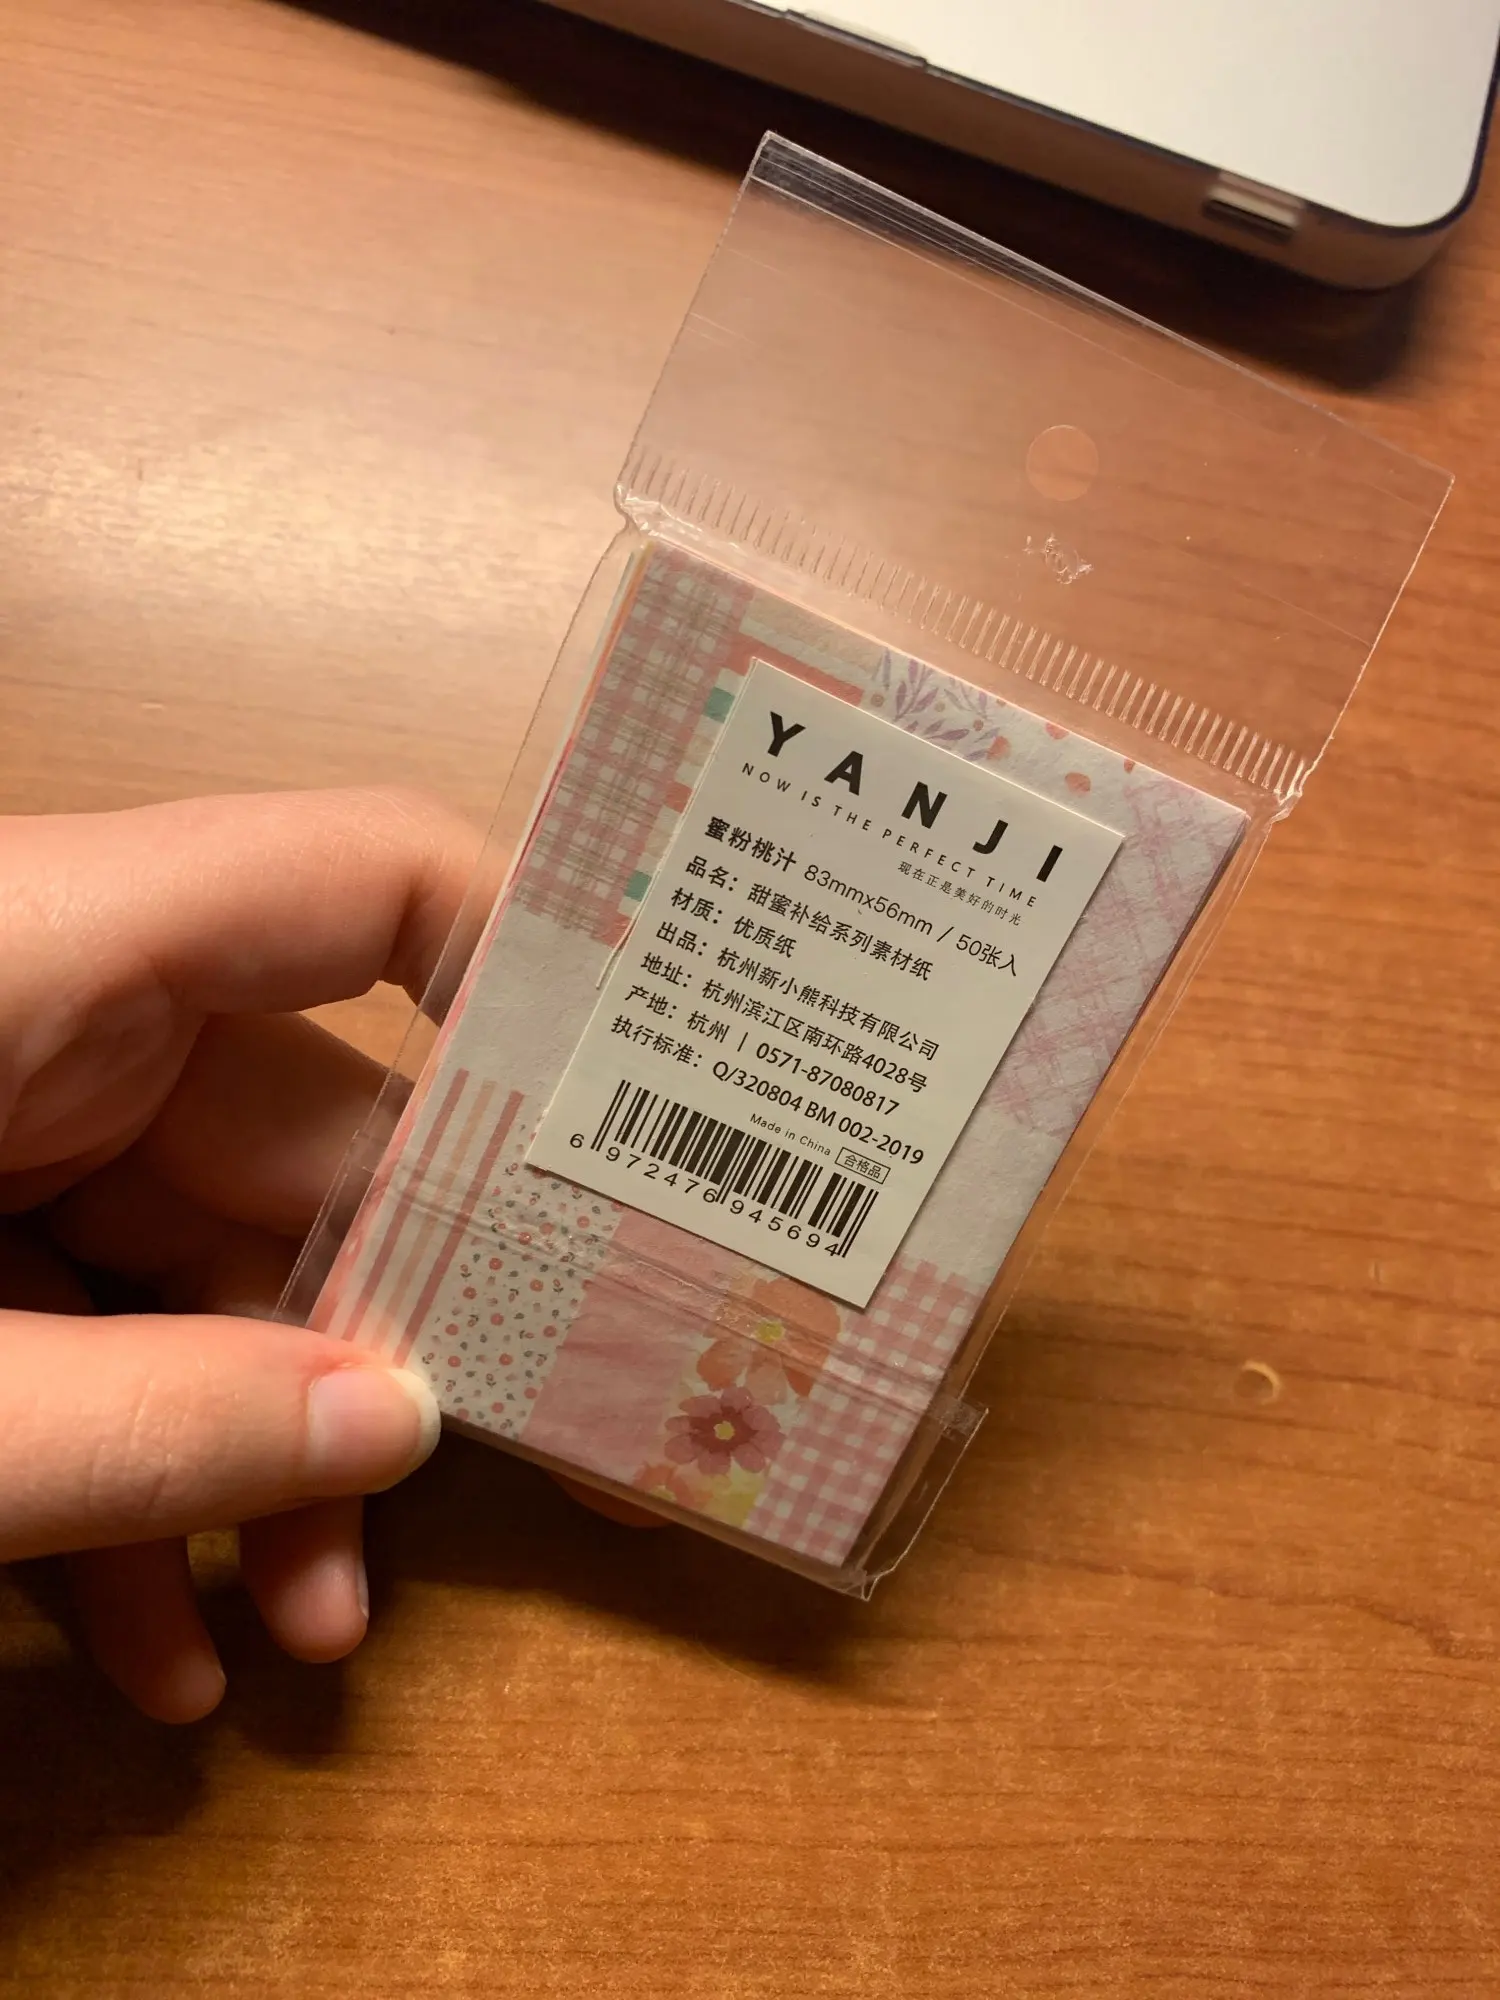 YANJI
NOW IS THE PERFECT TIME
现在正是美好的时光
蜜粉桃汁 83mmx56mm / 50张入
品名：甜蜜补给系列素材纸
材质：优质纸
出品：杭州新小熊科技有限公司
地址：杭州滨江区南环路4028号
产地：杭州 | 0571-87080817
执行标准：Q/320804 BM 002-2019
Made in China 合格品
6 972476 945694